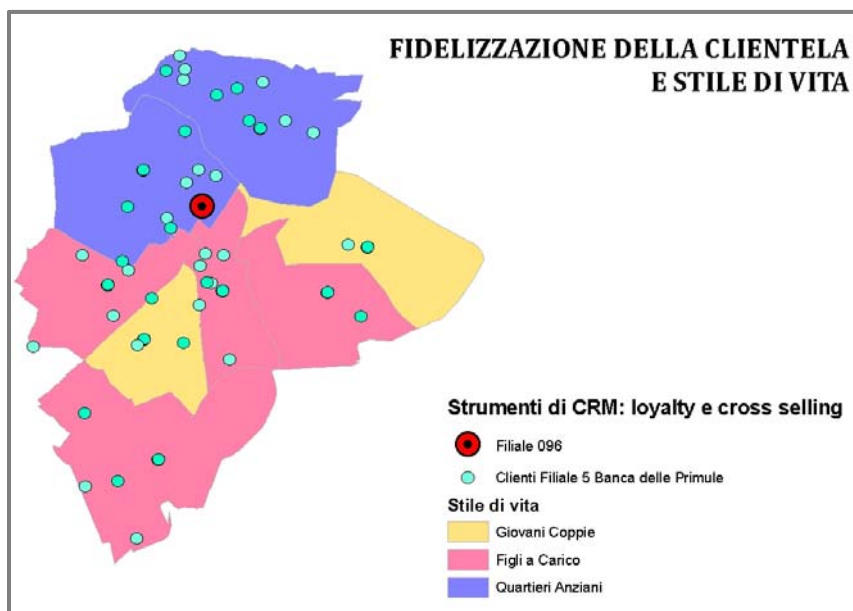 FIDELIZZAZIONE DELLA CLIENTELA
E STILE DI VITA
Strumenti di CRM: loyalty e cross selling
Filiale 096
Clienti Filiale 5 Banca delle Primule
Stile di vita
Giovani Coppie
Figli a Carico
Quartieri Anziani